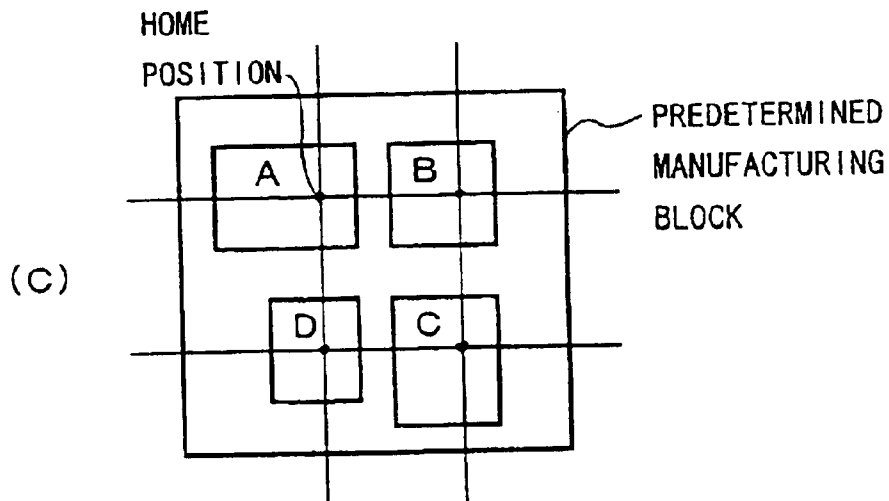 HOME
POSITION
PREDETERMINED
MANUFACTURING
BLOCK
A
B
(C)
D
C